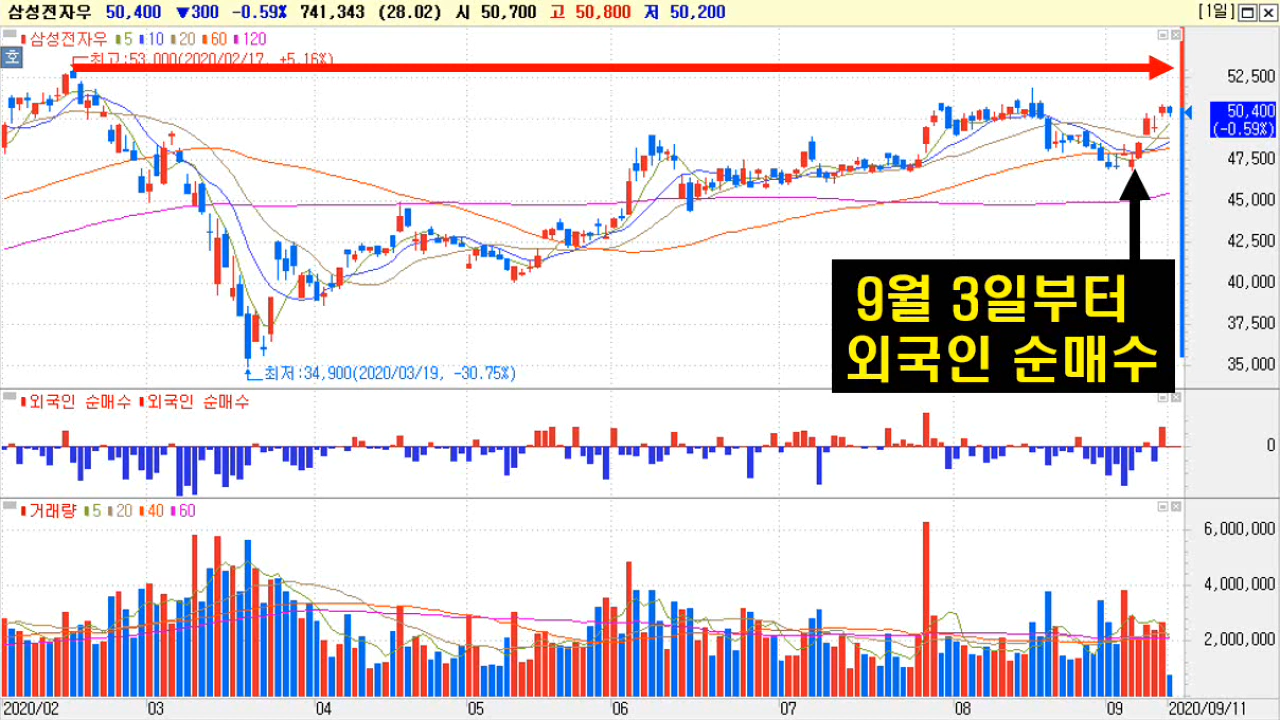 삼성전자우 50,400 ▼300 -0.59% 741,343 (28.02) 시 50,700 고 50,800 저 50,200 [1일]
삼성전자우 5 10 20 60 120
호
최고:53,000(2020/02/17, +5.16%)
52,500
50,400
(-0.59%)
47,500
45,000
42,500
40,000
37,500
35,000
9월 3일부터
외국인 순매수
최저:34,900(2020/03/19, -30.75%)
외국인 순매수 외국인 순매수
0
거래량 5 20 40 60
6,000,000
4,000,000
2,000,000
2020/02 03 04 05 06 07 08 09 2020/09/11